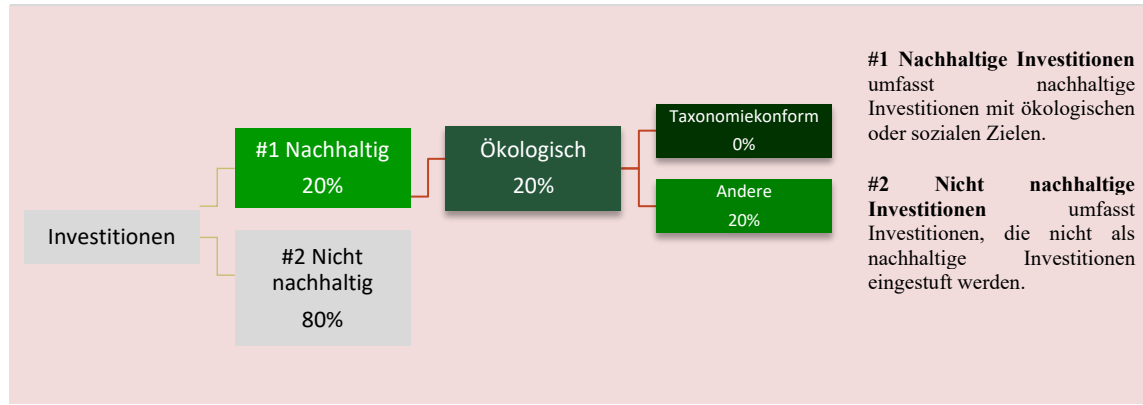 Investitionen
#1 Nachhaltig
20%
#2 Nicht
nachhaltig
80%
Ökologisch
20%
Taxonomiekonform
0%
Andere
20%
#1 Nachhaltige Investitionen
umfasst nachhaltige
Investitionen mit ökologischen
oder sozialen Zielen.
#2 Nicht nachhaltige
Investitionen umfasst
Investitionen, die nicht als
nachhaltige Investitionen
eingestuft werden.